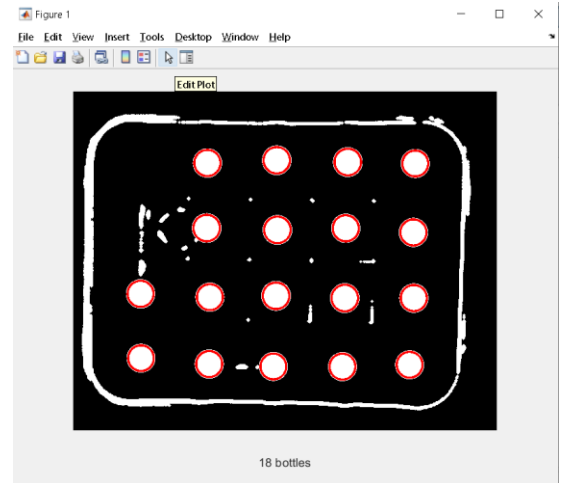 Figure 1
File Edit View Insert Tools Desktop Window Help
Edit Plot
18 bottles